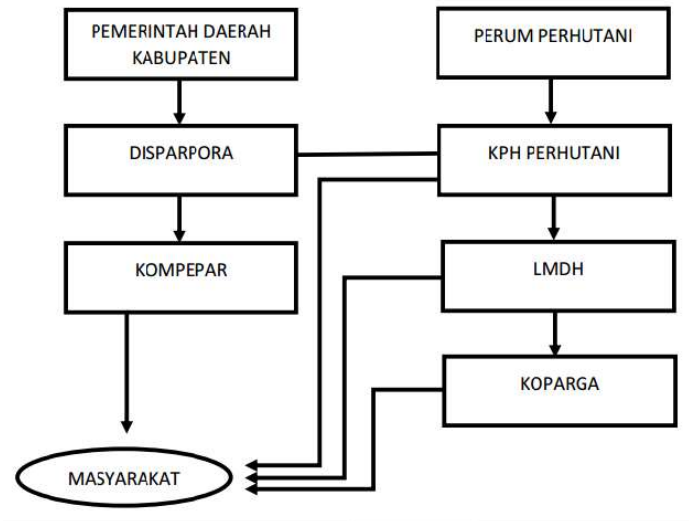 PEMERINTAH DAERAH
KABUPATEN
PERUM PERHUTANI
DISPARPORA
KPH PERHUTANI
KOMPEPAR
LMDH
KOPARGA
MASYARAKAT